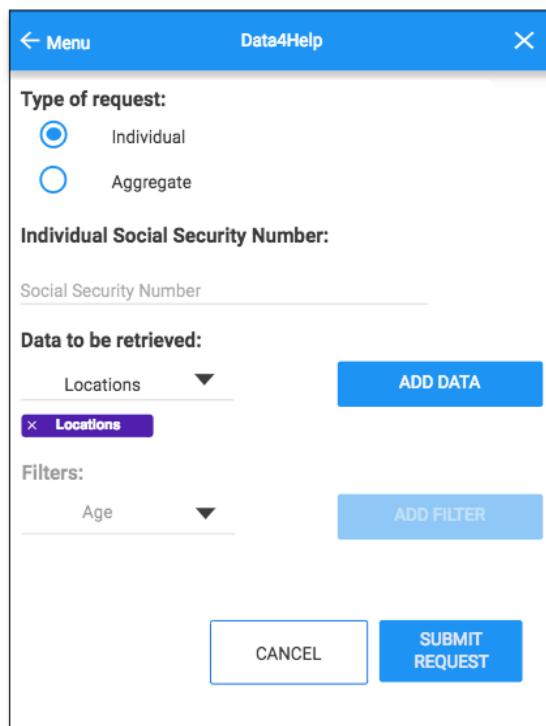 ← Menu Data4Help ×
Type of request:
Individual
Aggregate
Individual Social Security Number:
Social Security Number
Data to be retrieved:
Locations ADD DATA
× Locations
Filters:
Age ADD FILTER
CANCEL SUBMIT
REQUEST